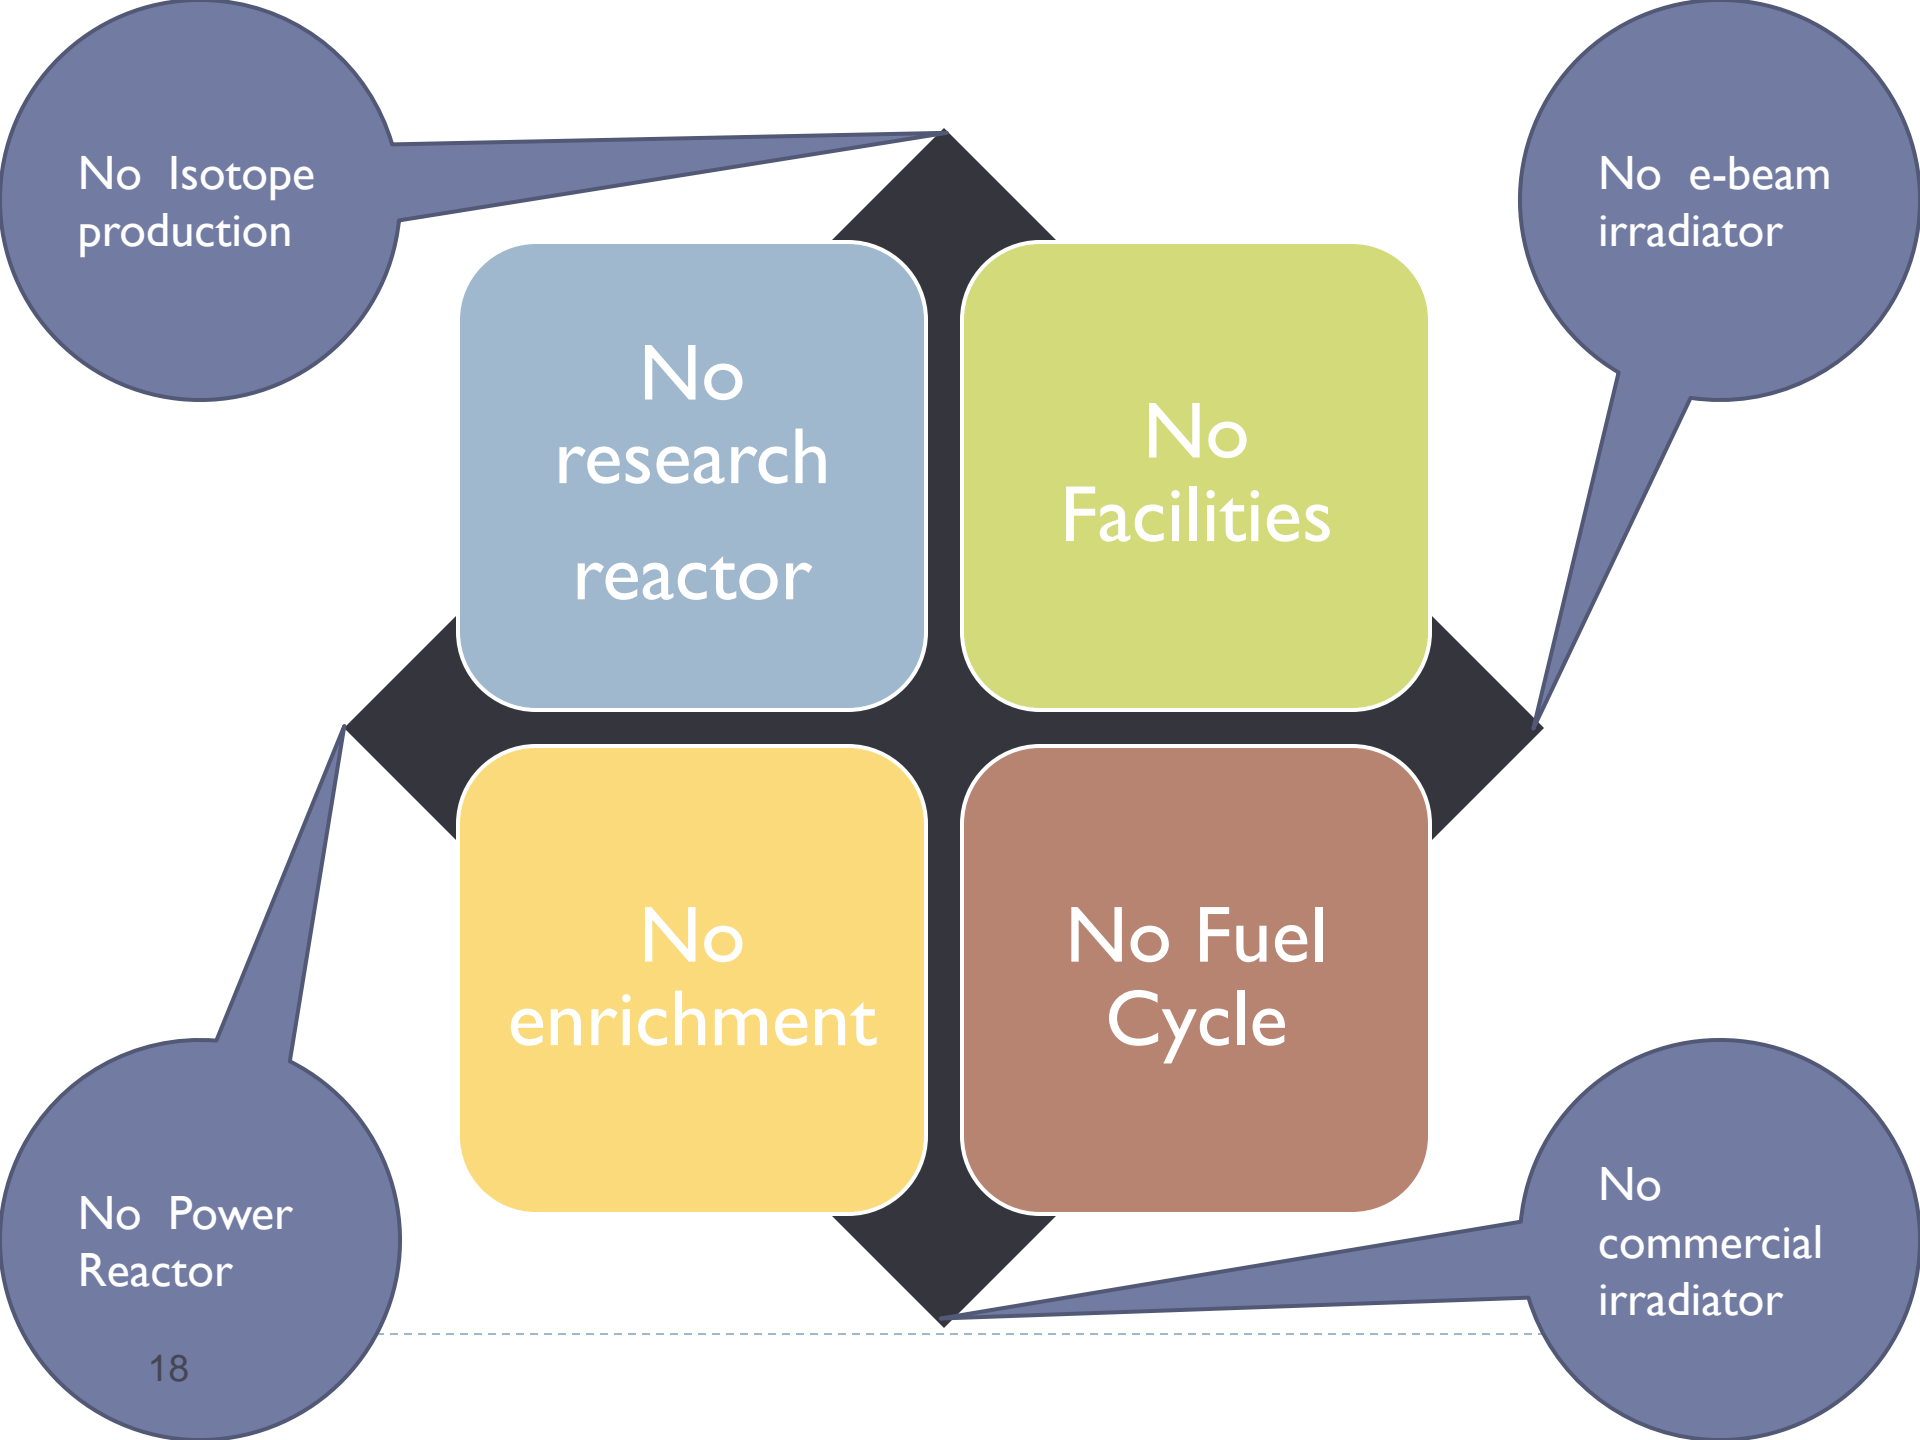 No Isotope
production
No e-beam
irradiator
No
research
reactor
No
Facilities
No
enrichment
No Fuel
Cycle
No Power
Reactor
No
commercial
irradiator
18